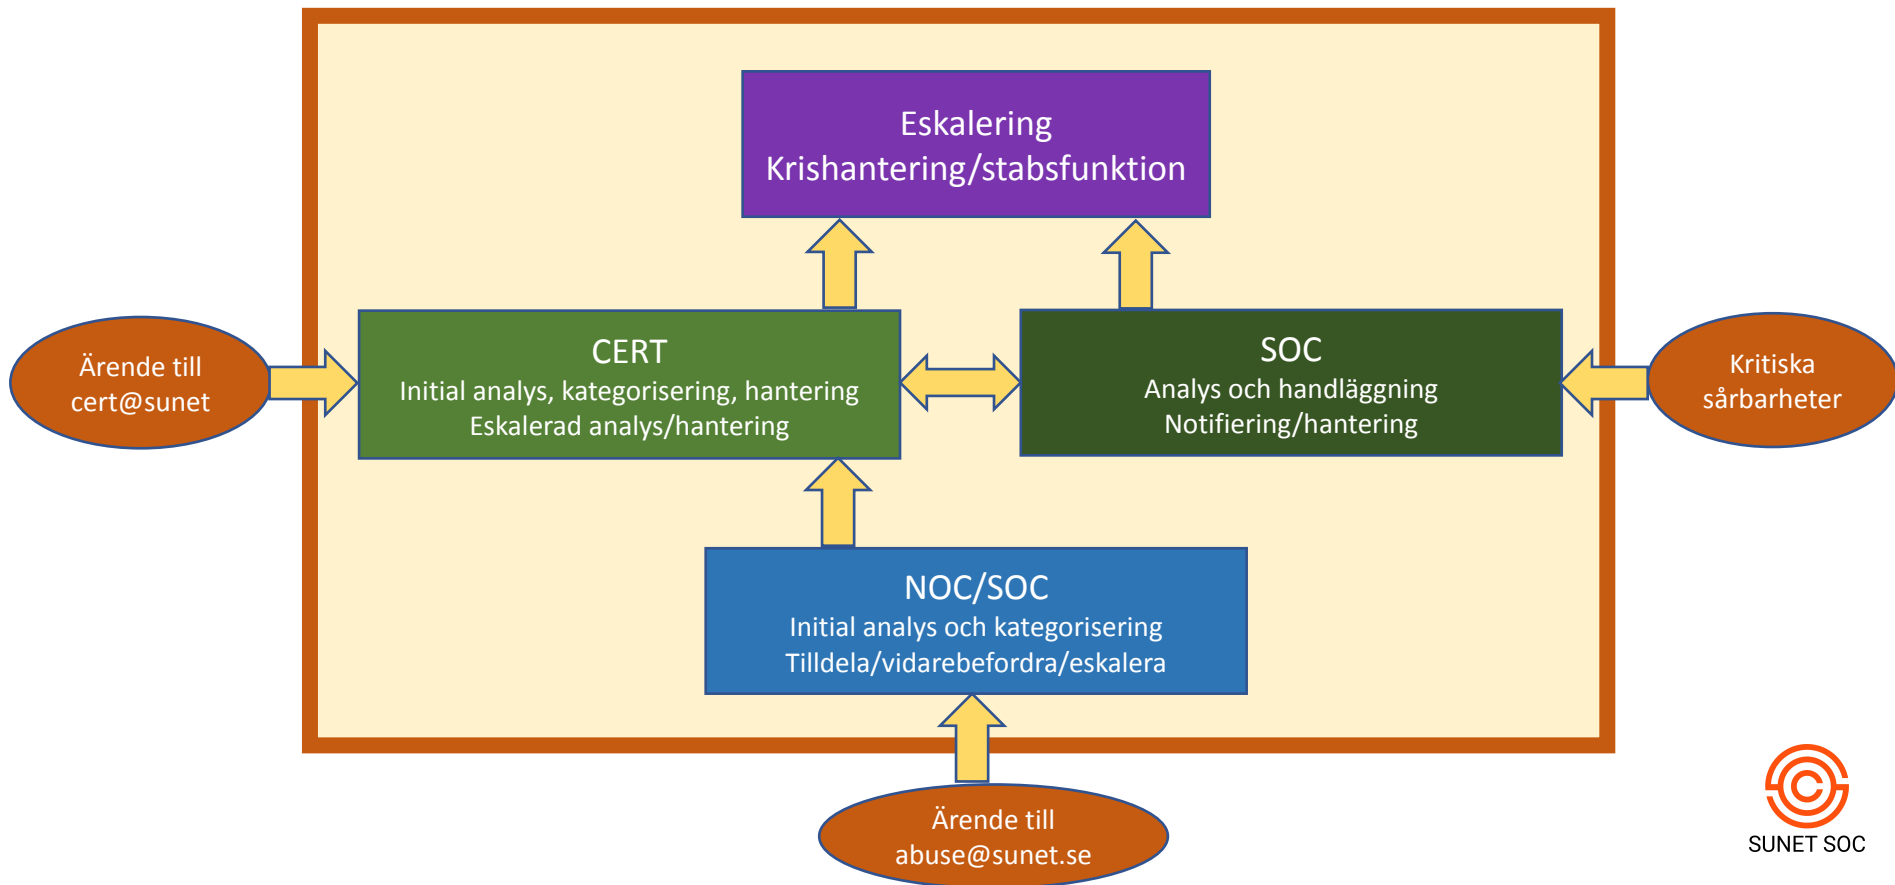 Eskalering
Krishantering/stabsfunktion
Ärende till
cert@sunet
CERT
Initial analys, kategorisering, hantering
Eskalerad analys/hantering
SOC
Analys och handläggning
Notifiering/hantering
Kritiska
sårbarheter
NOC/SOC
Initial analys och kategorisering
Tilldela/vidarebefordra/eskalera
Ärende till
abuse@sunet.se
SUNET SOC